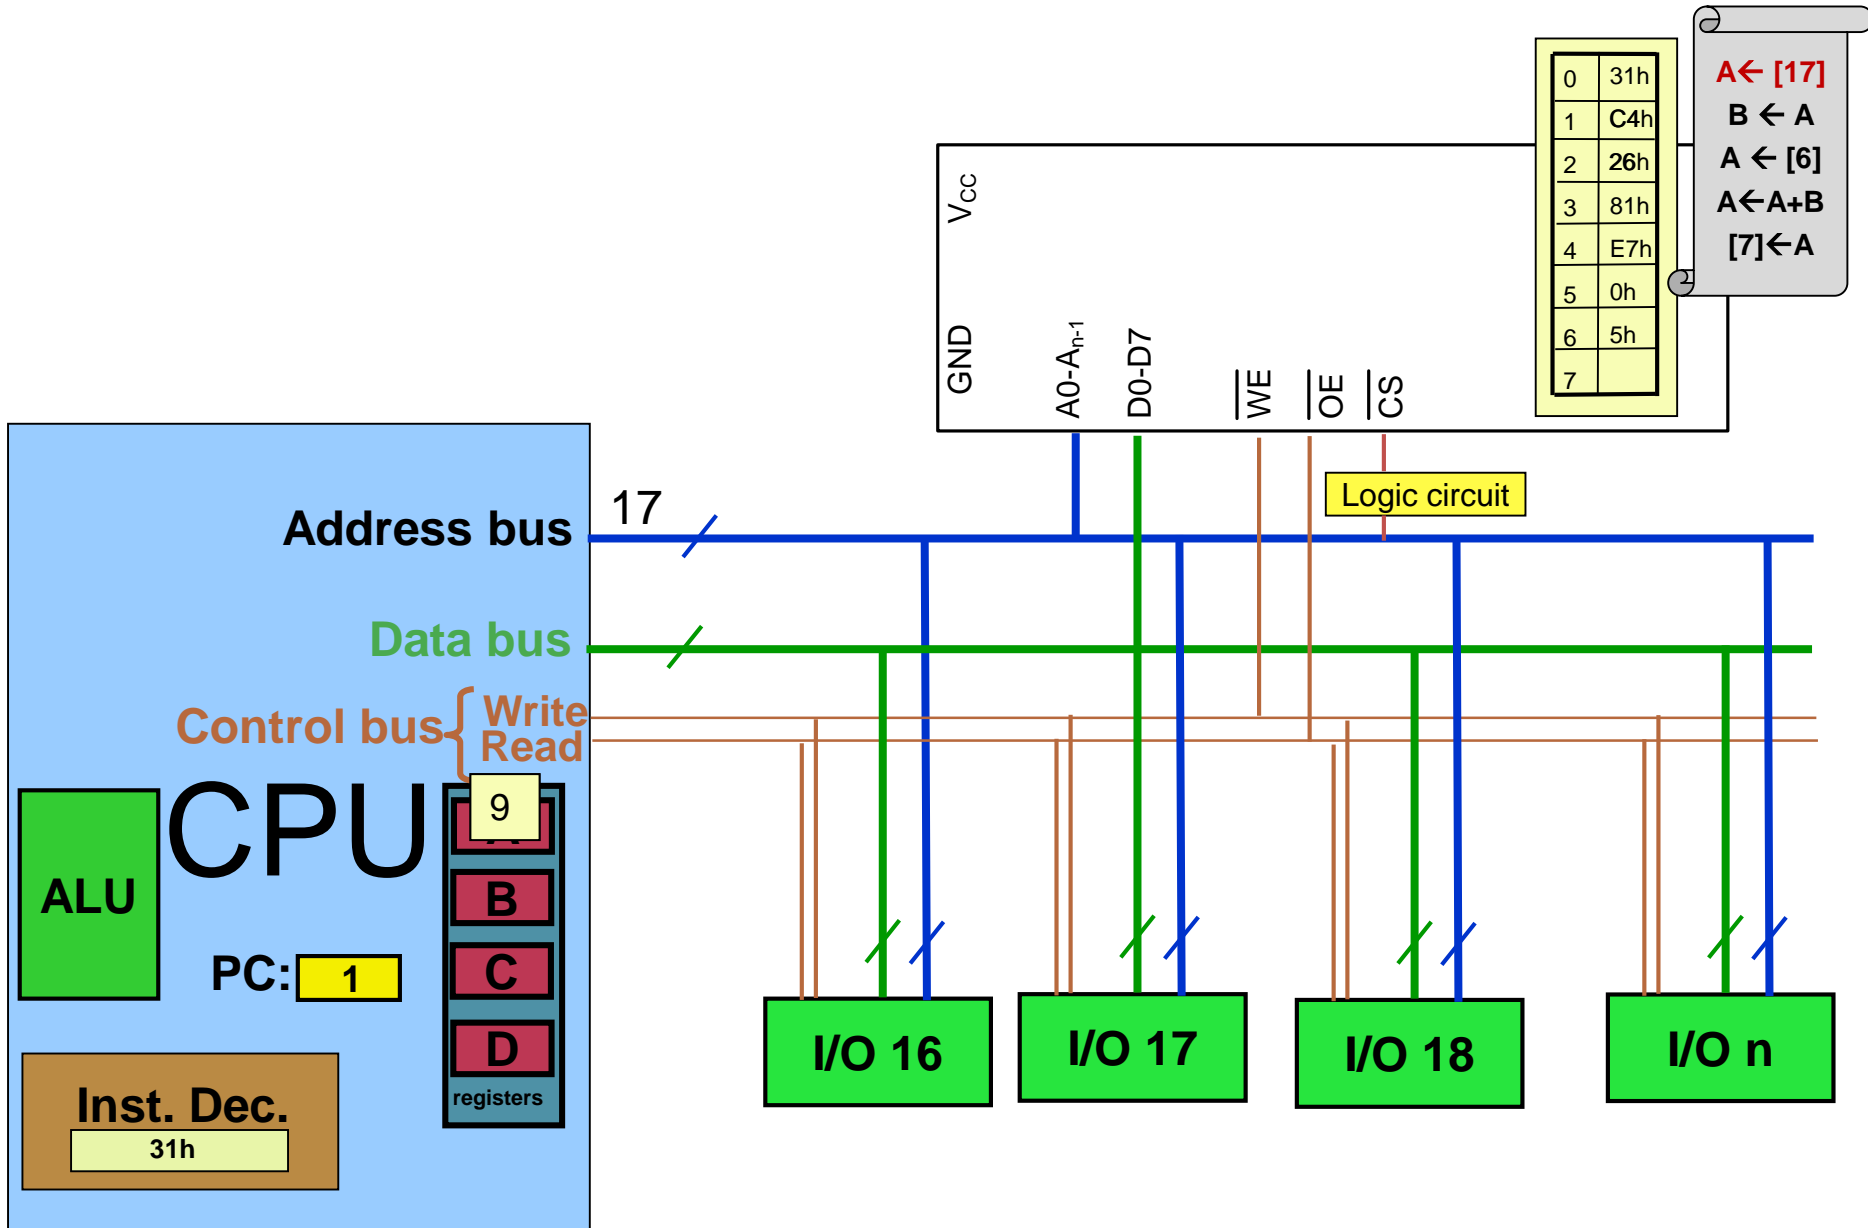 A← [17]
B ← A
A ← [6]
A←A+B
[7]←A
0 31h
1 C4h
2 26h
3 81h
4 E7h
5 0h
6 5h
7
VCC
GND
A0-An-1
D0-D7
WE
OE
CS
Logic circuit
17
Address bus
Data bus
Control bus
Write
Read
CPU
9
ALU
B
C
D
registers
PC: 1
Inst. Dec.
31h
I/O 16
I/O 17
I/O 18
I/O n